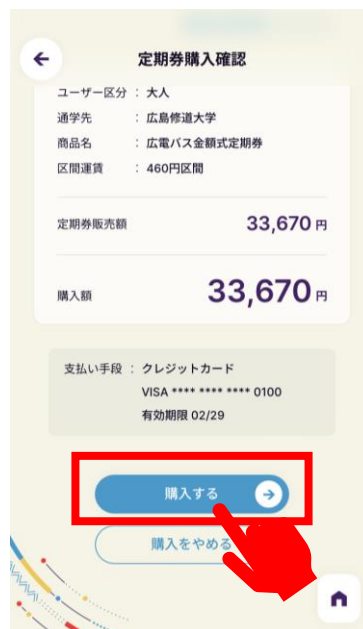 定期券購入確認
ユーザー区分 : 大人
通学先 : 広島修道大学
商品名 : 広電バス金額式定期券
区間運賃 : 460円区間
定期券販売額 33,670 円
購入額 33,670 円
支払い手段 : クレジットカード
VISA **** **** **** 0100
有効期限 02/29
購入する
購入をやめる